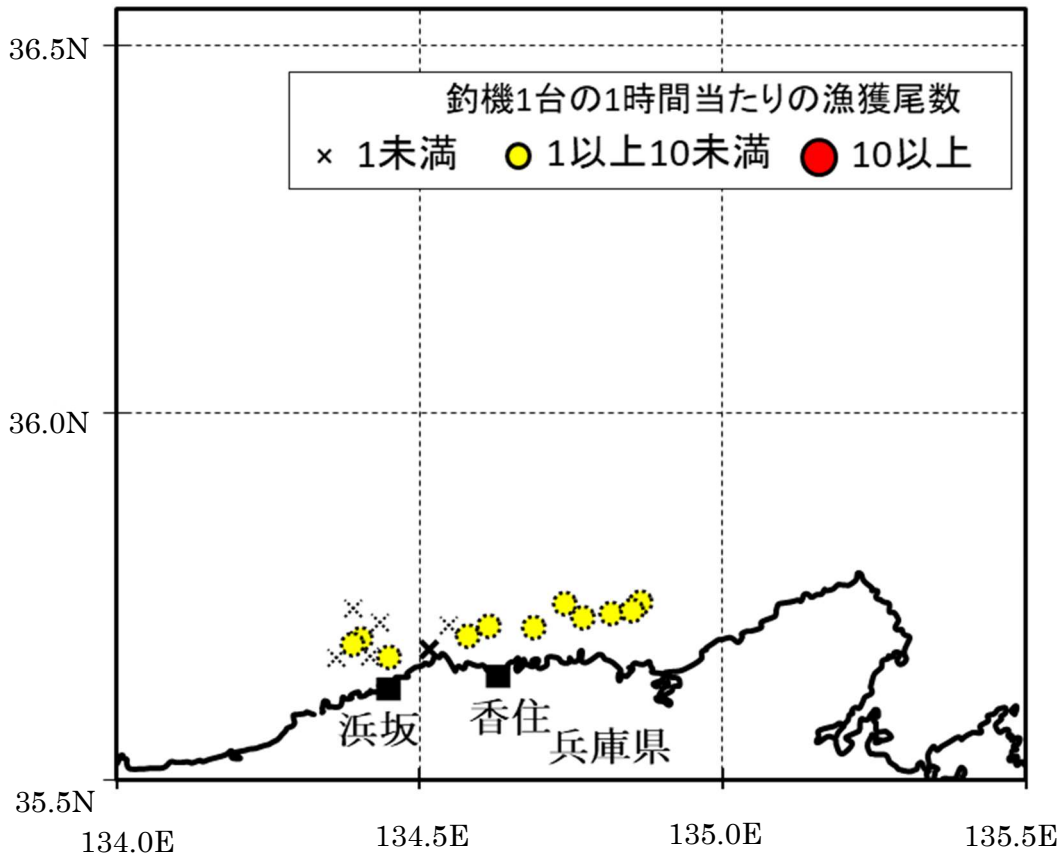 36.5N
釣機1台の1時間当たりの漁獲尾数
× 1未満 1以上10未満 10以上
36.0N
浜坂
香住
兵庫県
35.5N
134.0E
134.5E
135.0E
135.5E